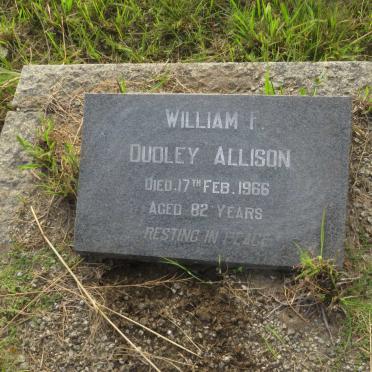 WILLIAM F.
DUDLEY ALLISON
DIED. 17TH FEB. 1966
AGED 82 YEARS
RESTING IN PEACE